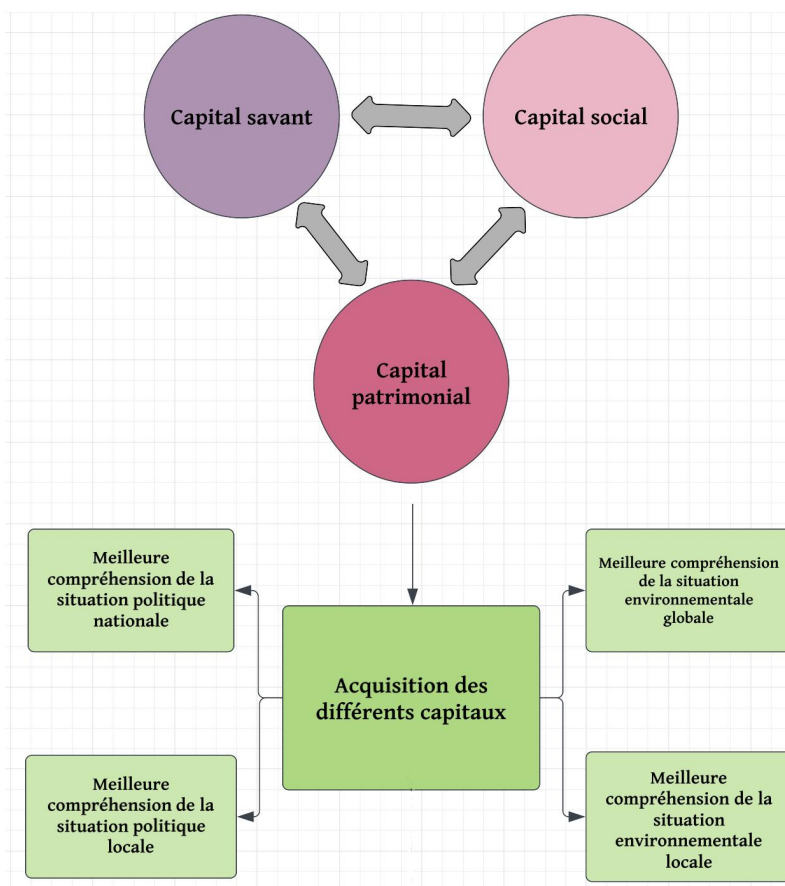 Capital savant
Capital social
Capital
patrimonial
Meilleure
compréhension de la
situation politique
nationale
Meilleure compréhension
de la situation
environnementale
globale
Acquisition des
différents capitaux
Meilleure
compréhension de la
situation politique
locale
Meilleure
compréhension de la
situation
environnementale
locale